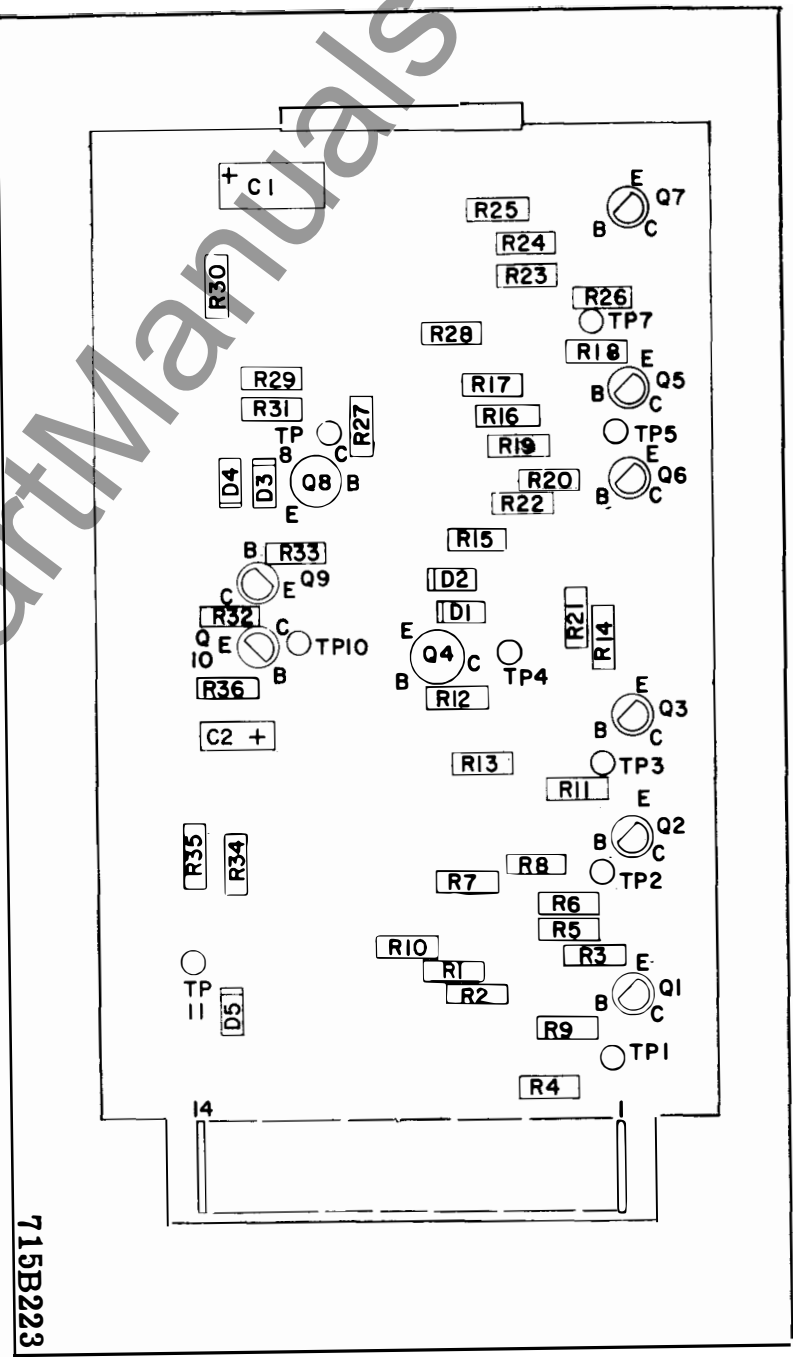 artManuals
+ C1
E
Q7
B
C
R25
R24
R23
R30
R26
TP7
R28
R18
E
Q5
B
C
R29
R17
R31
R27
R16
TP
8
TP5
R19
E
Q6
B
C
D4
D3
Q8
C
B
E
R20
R22
R15
B
R33
Q9
C
E
D2
D1
R32
Q
10
E
C
B
TP10
E
Q4
C
B
TP4
R21
R14
R36
R12
E
Q3
B
C
C2 +
R13
TP3
R11
E
Q2
B
C
R35
R34
R8
TP2
R7
R6
R5
R10
R3
R1
E
Q1
B
C
R2
TP
11
D5
R9
TP1
R4
14
1
715B223